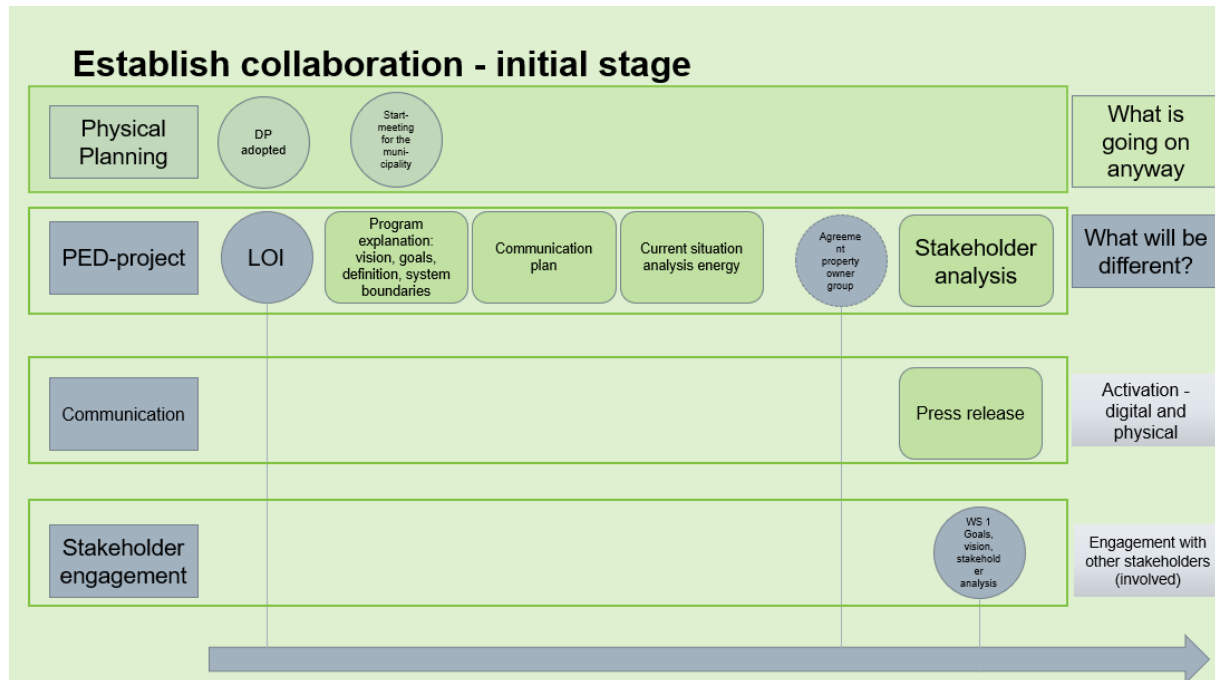 Establish collaboration - initial stage
Physical
Planning
DP
adopted
Start-
meeting
for the
muni-
cipality
What is
going on
anyway
PED-project
LOI
Program
explanation:
vision, goals,
definition, system
boundaries
Communication
plan
Current situation
analysis energy
Agreeme
nt
property
owner
group
Stakeholder
analysis
What will be
different?
Communication
Press release
Activation -
digital and
physical
Stakeholder
engagement
WS 1
Goals,
vision,
stakehold
er
analysis
Engagement with
other stakeholders
(involved)